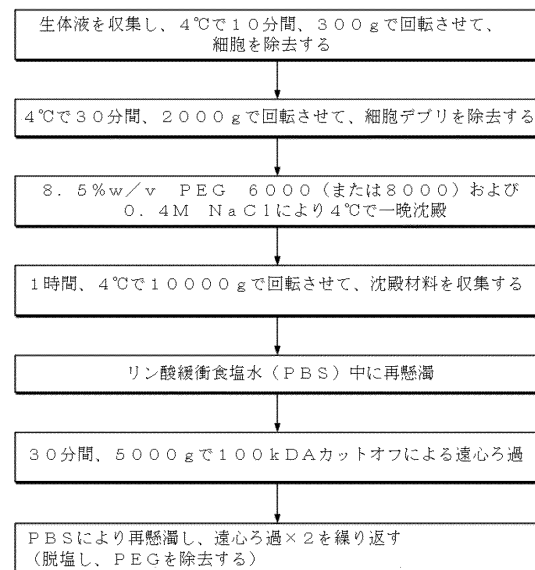 生体液を収集し、4℃で10分間、300gで回転させて、
細胞を除去する
4℃で30分間、2000gで回転させて、細胞デブリを除去する
8.5%w/v PEG 6000(または8000)および
0.4M NaClにより4℃で一晩沈殿
1時間、4℃で10000gで回転させて、沈殿材料を収集する
リン酸緩衝食塩水(PBS)中に再懸濁
30分間、5000gで100kDAカットオフによる遠心ろ過
PBSにより再懸濁し、遠心ろ過×2を繰り返す
(脱塩し、PEGを除去する)